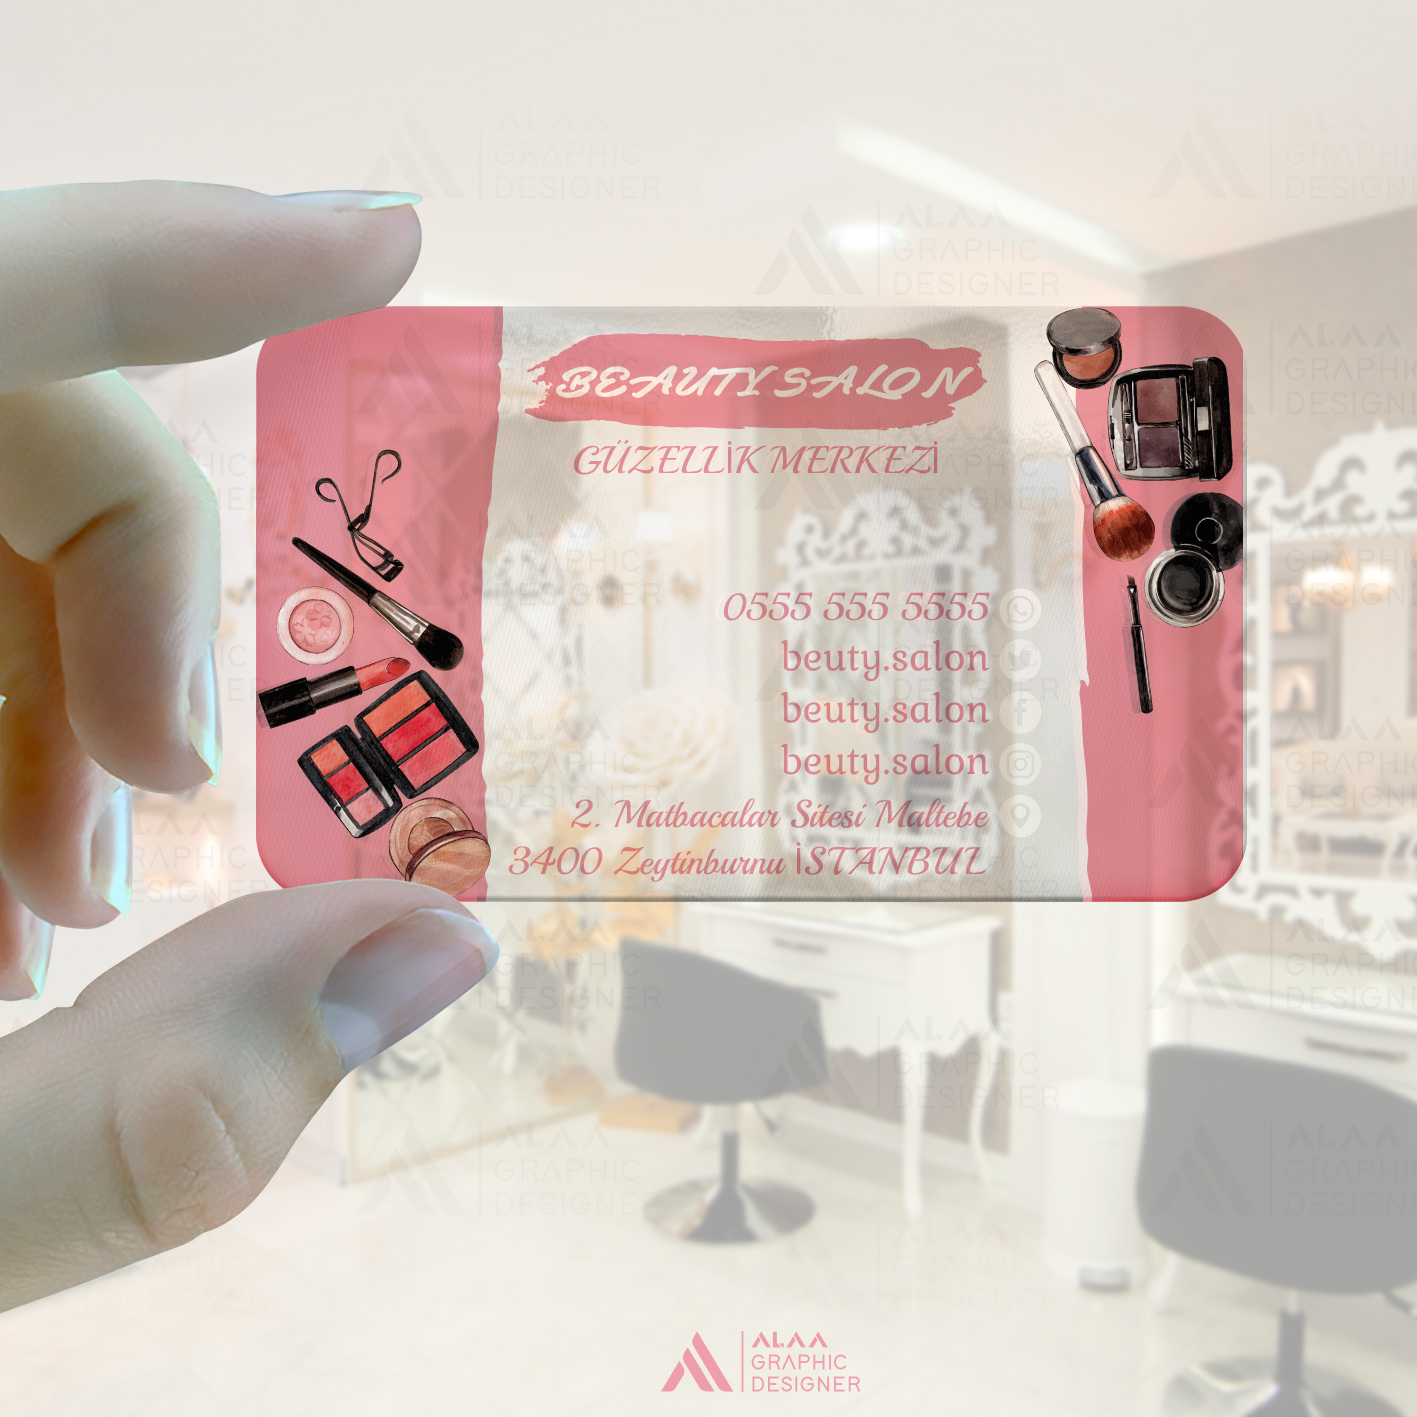 BEAUTY SALON
GÜZELLİK MERKEZİ
0555 555 5555
beuty.salon
beuty.salon
beuty.salon
2. Matbacalar Sitesi Maltebe
3400 Zeytinburnu İSTANBUL
ALAA
GRAPHIC
DESIGNER